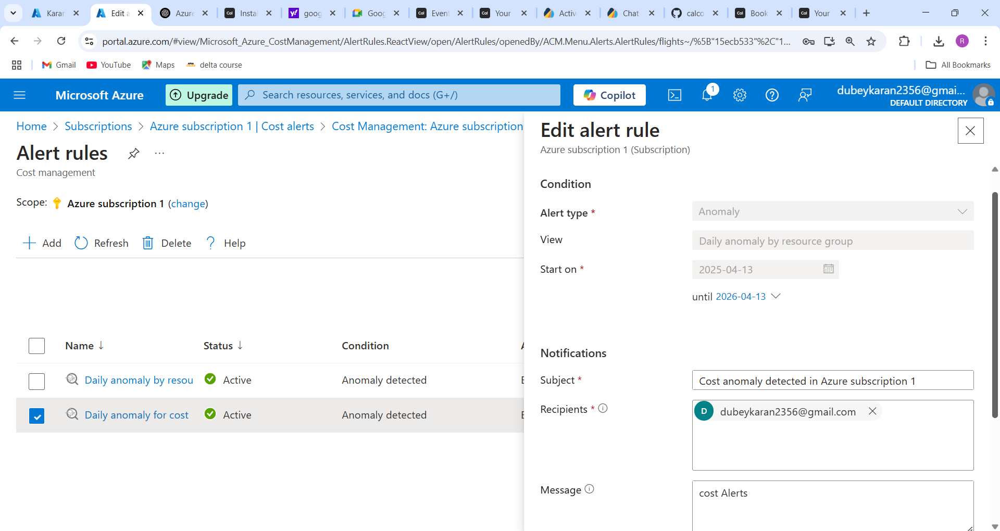 Karar
Edit a
Azure
Instal
goog
Goog
Event
Your
Activ
Chat
calco
Book
Your
portal.azure.com/#view/Microsoft_Azure_CostManagement/AlertRules.ReactView/open/AlertRules/openedBy/ACM.Menu.Alerts.AlertRules/flights~/%5B"15ecb533"%2C"1...
R
Gmail
YouTube
Maps
delta course
All Bookmarks
Microsoft Azure
Upgrade
Search resources, services, and docs (G+/)
Copilot
1
dubeykaran2356@gmai...
DEFAULT DIRECTORY
Home > Subscriptions > Azure subscription 1 | Cost alerts > Cost Management: Azure subscription
Alert rules
...
Cost management
Scope: Azure subscription 1 (change)
Add
Refresh
Delete
? Help
Name ↓
Status ↓
Condition
Daily anomaly by resou
Active
Anomaly detected
Daily anomaly for cost
Active
Anomaly detected
Edit alert rule
Azure subscription 1 (Subscription)
Condition
Alert type *
Anomaly
View
Daily anomaly by resource group
Start on *
2025-04-13
until 2026-04-13
Notifications
Subject *
Cost anomaly detected in Azure subscription 1
Recipients *
D dubeykaran2356@gmail.com
Message
cost Alerts